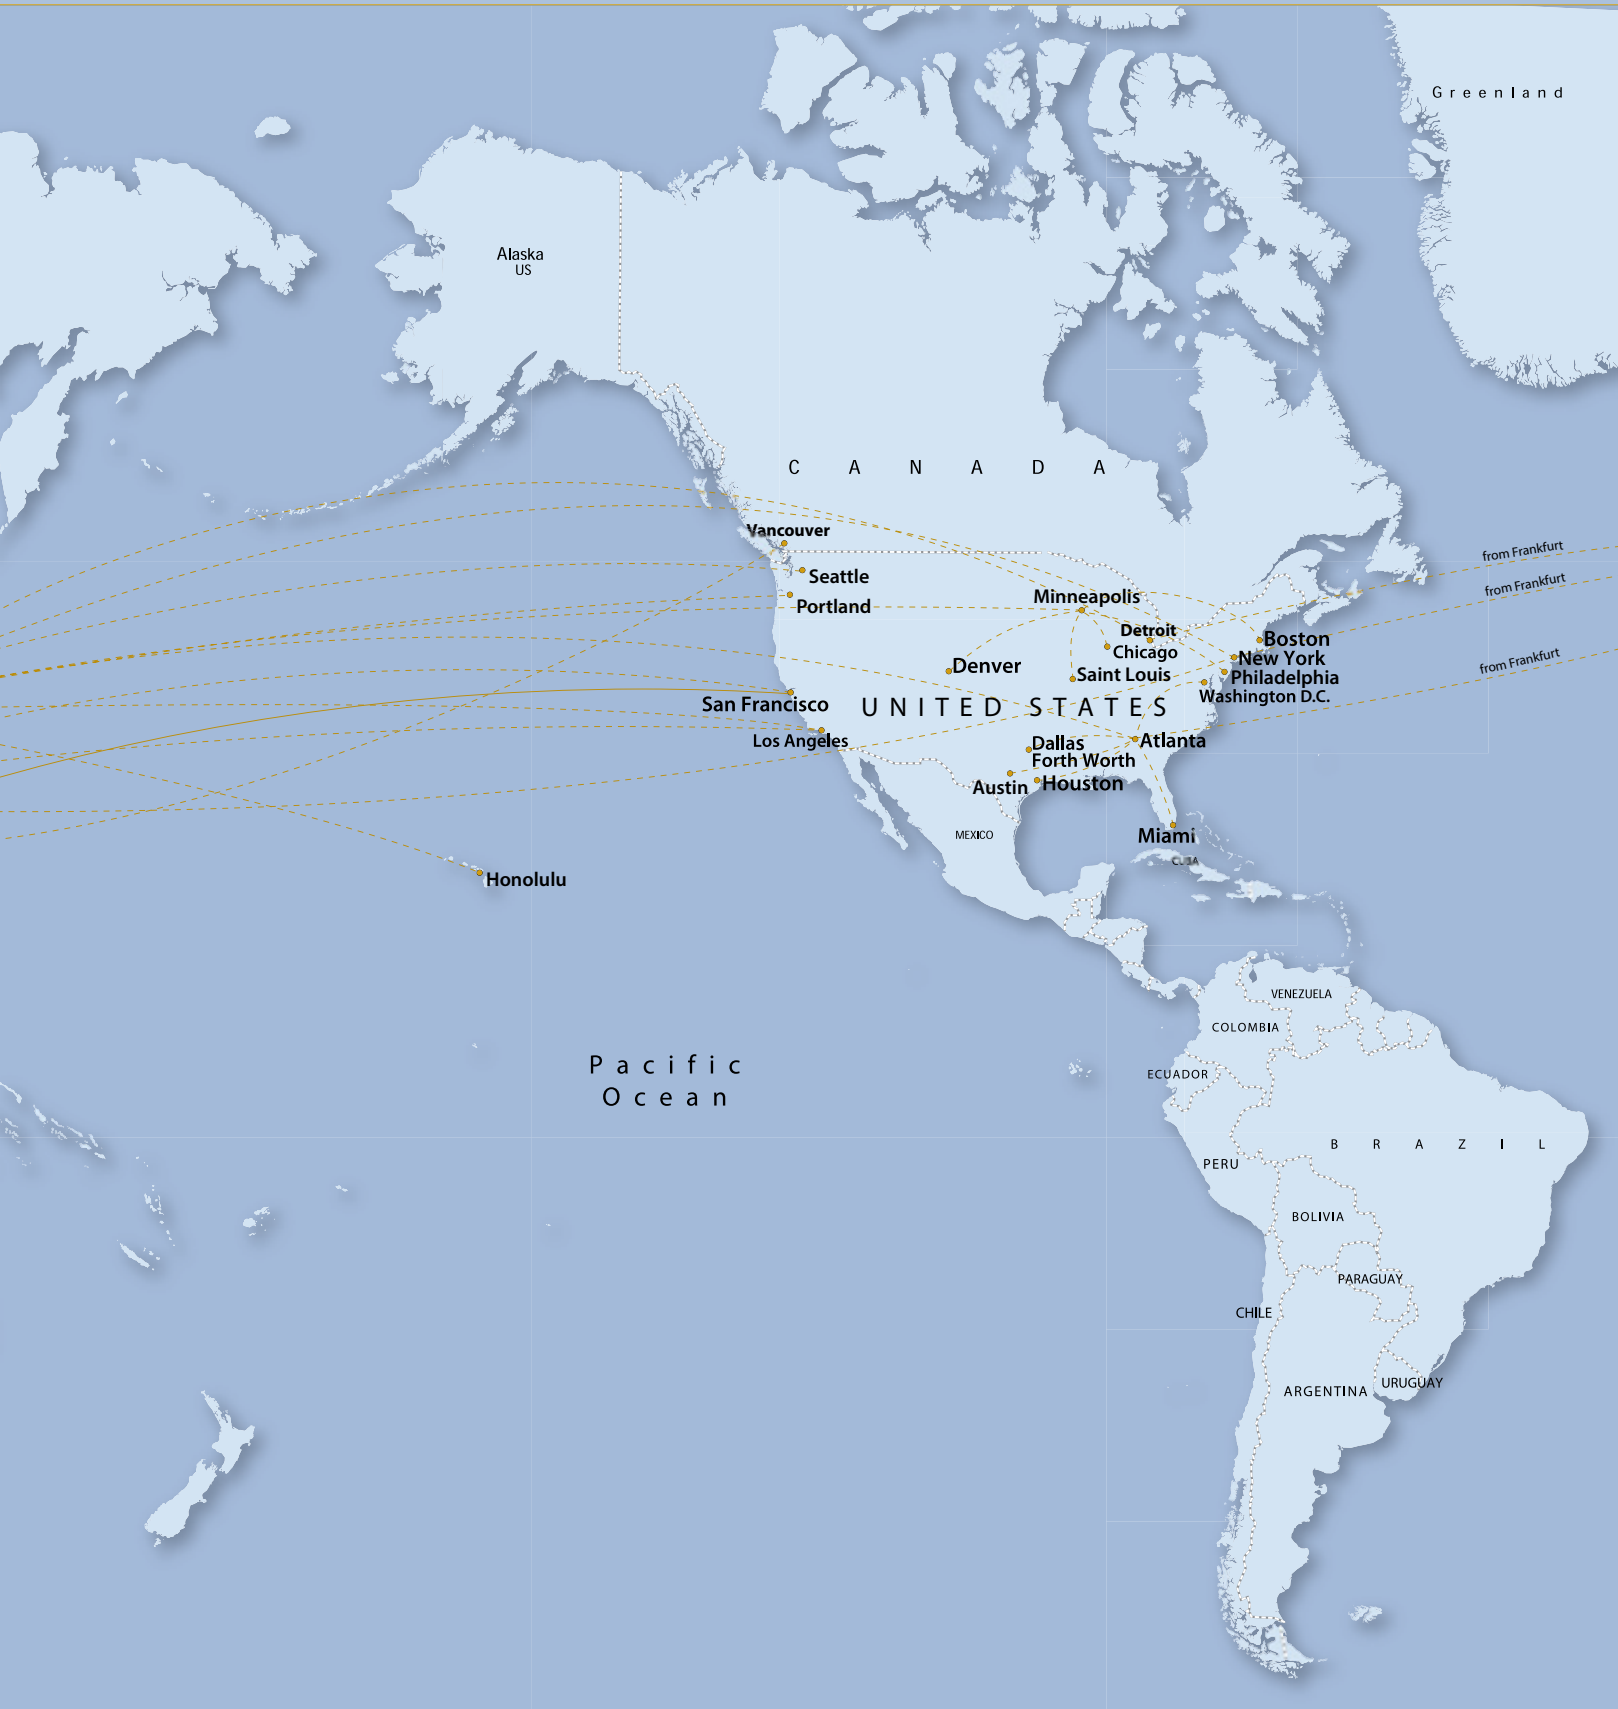 Greenland
Alaska
US
CANADA
Vancouver
from Frankfurt
Seattle
from Frankfurt
Minneapolis
Portland
Detroit
Boston
Chicago
New York
from Frankfurt
Denver
Saint Louis
Philadelphia
Washington D.C.
San Francisco
UNITED STATES
Los Angeles
Dallas
Forth Worth
Atlanta
Austin
Houston
MEXICO
Miami
CUBA
Honolulu
VENEZUELA
COLOMBIA
Pacific
Ocean
ECUADOR
BRAZIL
PERU
BOLIVIA
PARAGUAY
CHILE
URUGUAY
ARGENTINA